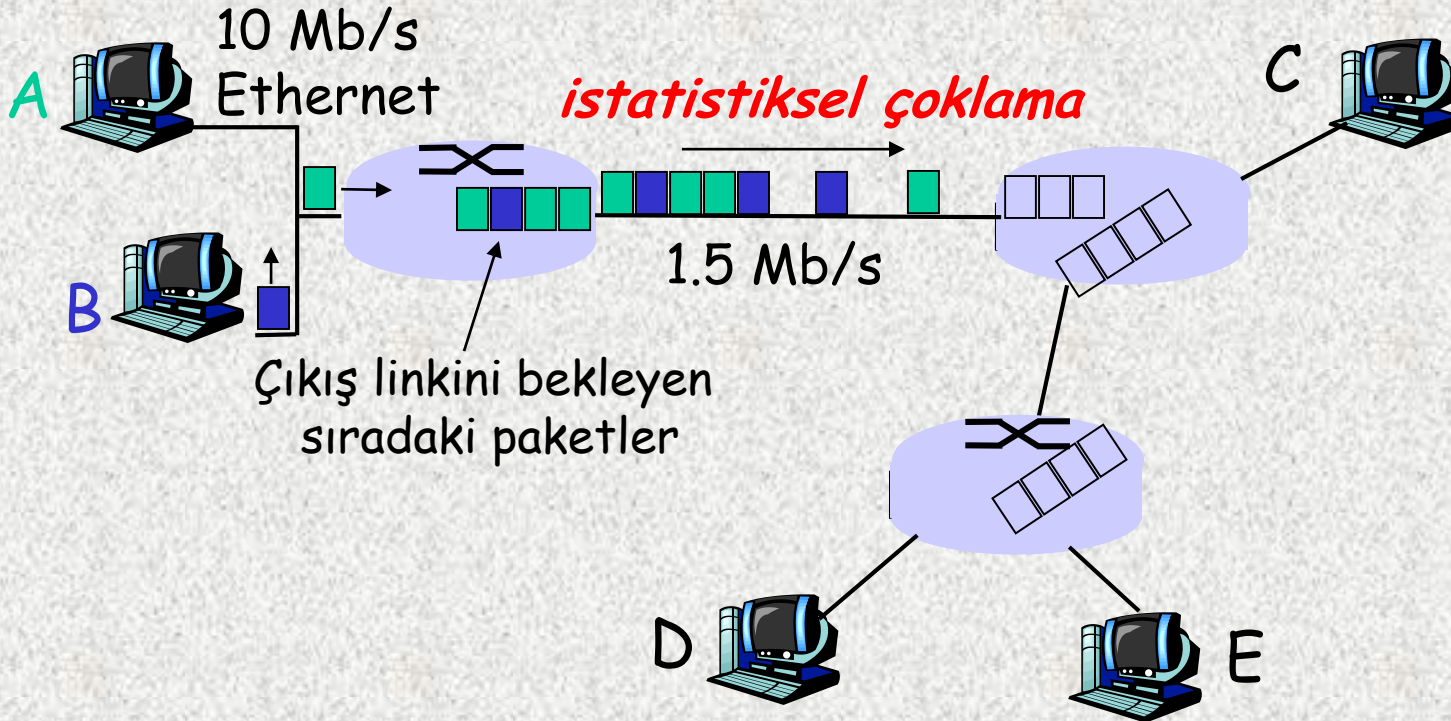 10 Mb/s
Ethernet
A
istatistiksel çoklama
C
B
1.5 Mb/s
Çıkış linkini bekleyen
sıradaki paketler
D
E